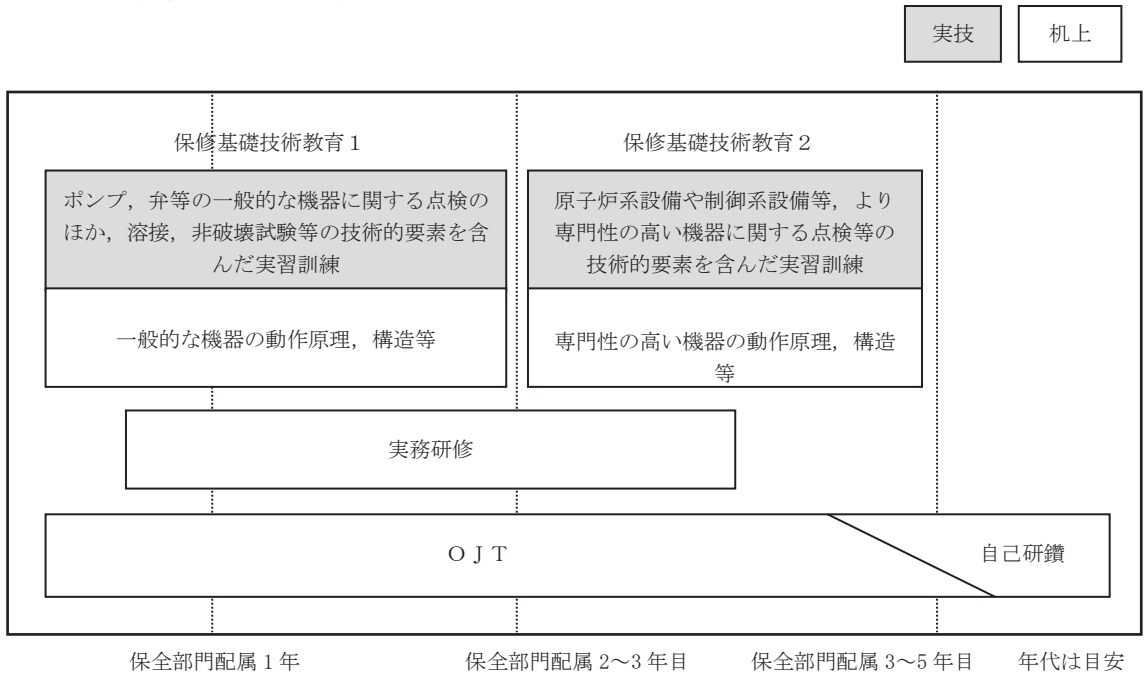 実技
机上
保修基礎技術教育1
保修基礎技術教育2
ポンプ，弁等の一般的な機器に関する点検の
ほか，溶接，非破壊試験等の技術的要素を含
んだ実習訓練
原子炉系設備や制御系設備等，より
専門性の高い機器に関する点検等の
技術的要素を含んだ実習訓練
一般的な機器の動作原理，構造等
専門性の高い機器の動作原理，構造
等
実務研修
ＯＪＴ
自己研鑽
保全部門配属1年
保全部門配属2～3年目
保全部門配属3～5年目
年代は目安